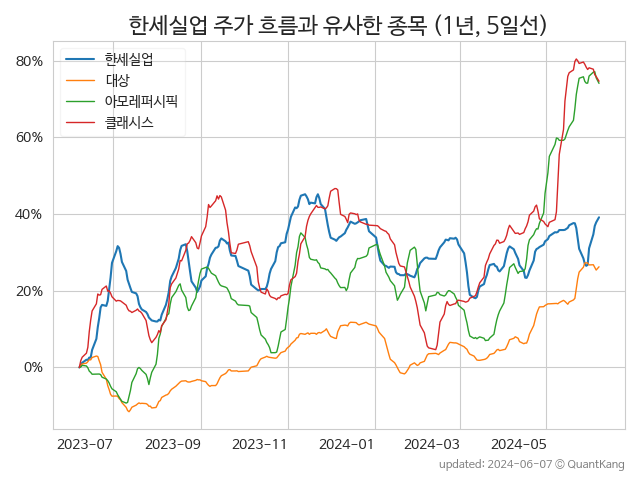 한세실업 주가 흐름과 유사한 종목 (1년, 5일선)
한세실업
대상
아모레퍼시픽
클래시스
80%
60%
40%
20%
0%
2023-07 2023-09 2023-11 2024-01 2024-03 2024-05
updated: 2024-06-07 © QuantKang